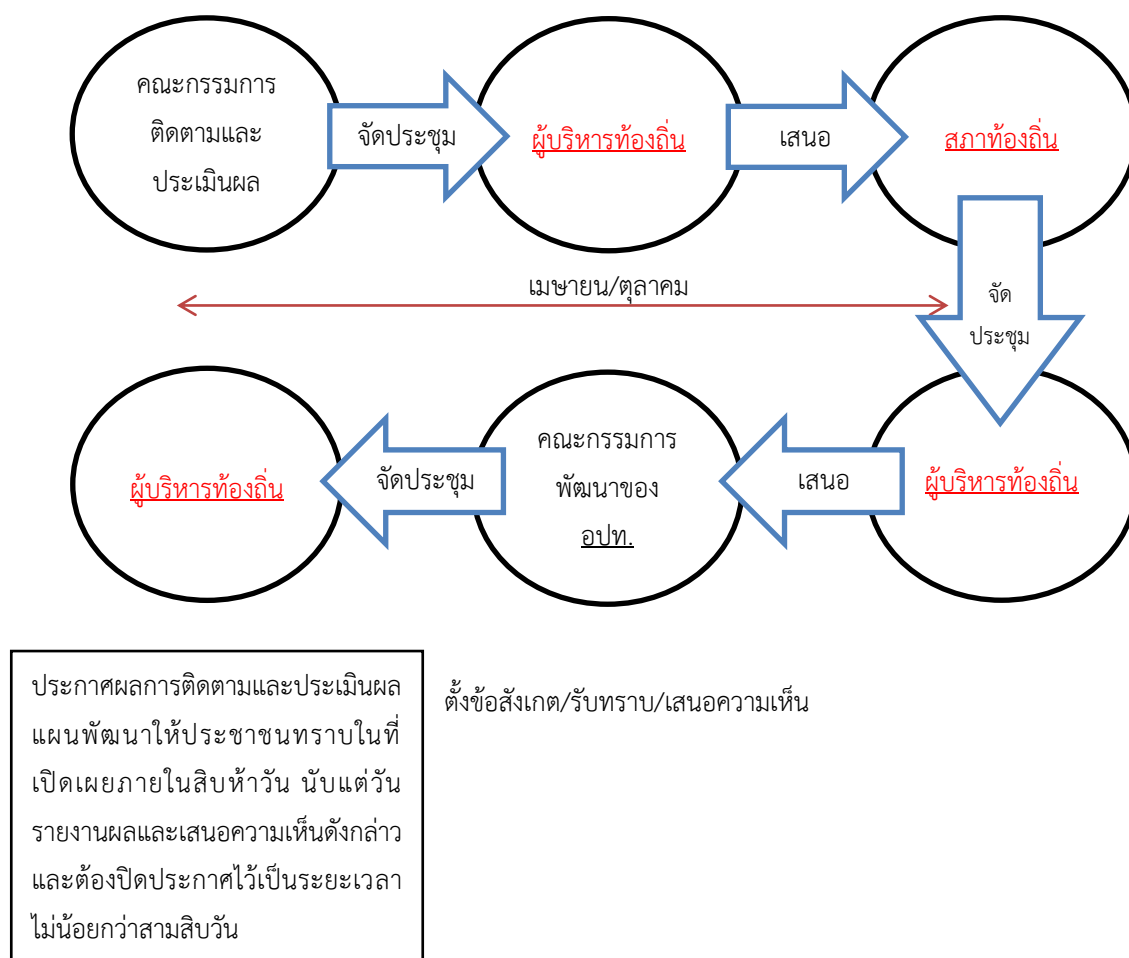 คณะกรรมการ
ติดตามและ
ประเมินผล
จัดประชุม
ผู้บริหารท้องถิ่น
เสนอ
สภาท้องถิ่น
เมษายน/ตุลาคม
จัด
ประชุม
ผู้บริหารท้องถิ่น
เสนอ
คณะกรรมการ
พัฒนาของ
อปท.
จัดประชุม
ผู้บริหารท้องถิ่น
ประกาศผลการติดตามและประเมินผล
แผนพัฒนาให้ประชาชนทราบในที่
เปิดเผยภายในสิบห้าวัน นับแต่วัน
รายงานผลและเสนอความเห็นดังกล่าว
และต้องปิดประกาศไว้เป็นระยะเวลา
ไม่น้อยกว่าสามสิบวัน
ตั้งข้อสังเกต/รับทราบ/เสนอความเห็น